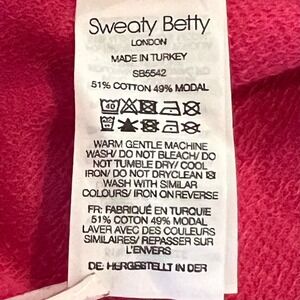 Sweaty Betty
LONDON
MADE IN TURKEY
SB5542
51% COTTON 49% MODAL
40
WARM GENTLE MACHINE
WASH/ DO NOT BLEACH/ DO
NOT TUMBLE DRY/ COOL
IRON/ DO NOT DRYCLEAN
WASH WITH SIMILAR
COLOURS/ IRON ON REVERSE
FR: FABRIQUÉ EN TURQUIE
51% COTTON 49% MODAL
LAVER AVEC DES COULEURS
SIMILAIRES/ REPASSER SUR
L'ENVERS
DE: HERGESTELLT IN DER